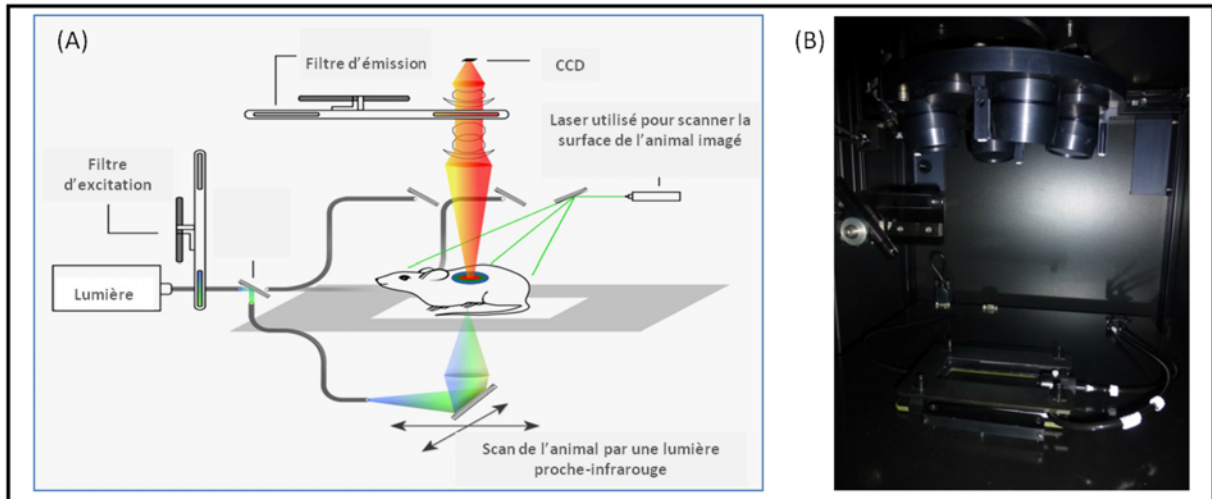 (A)
Filtre d'émission
CCD
Laser utilisé pour scanner la
surface de l'animal imagé
Filtre
d'excitation
Lumière
Scan de l'animal par une lumière
proche-infrarouge
(B)